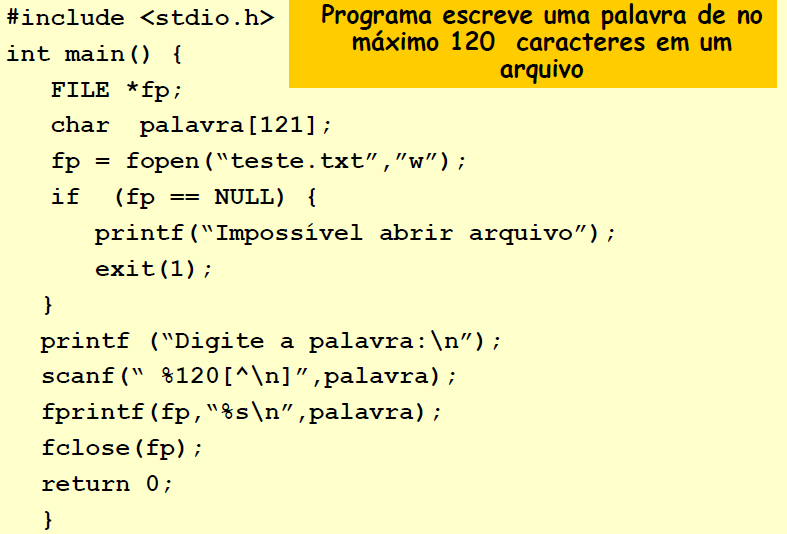 #include <stdio.h>
Programa escreve uma palavra de no
máximo 120 caracteres em um
arquivo
int main() {
FILE *fp;
char palavra[121];
fp = fopen(“teste.txt”,”w”);
if (fp == NULL) {
printf(“Impossível abrir arquivo”);
exit(1);
}
printf (“Digite a palavra:\n”);
scanf(“ %120[^\n]”,palavra);
fprintf(fp,“%s\n”,palavra);
fclose(fp);
return 0;
}